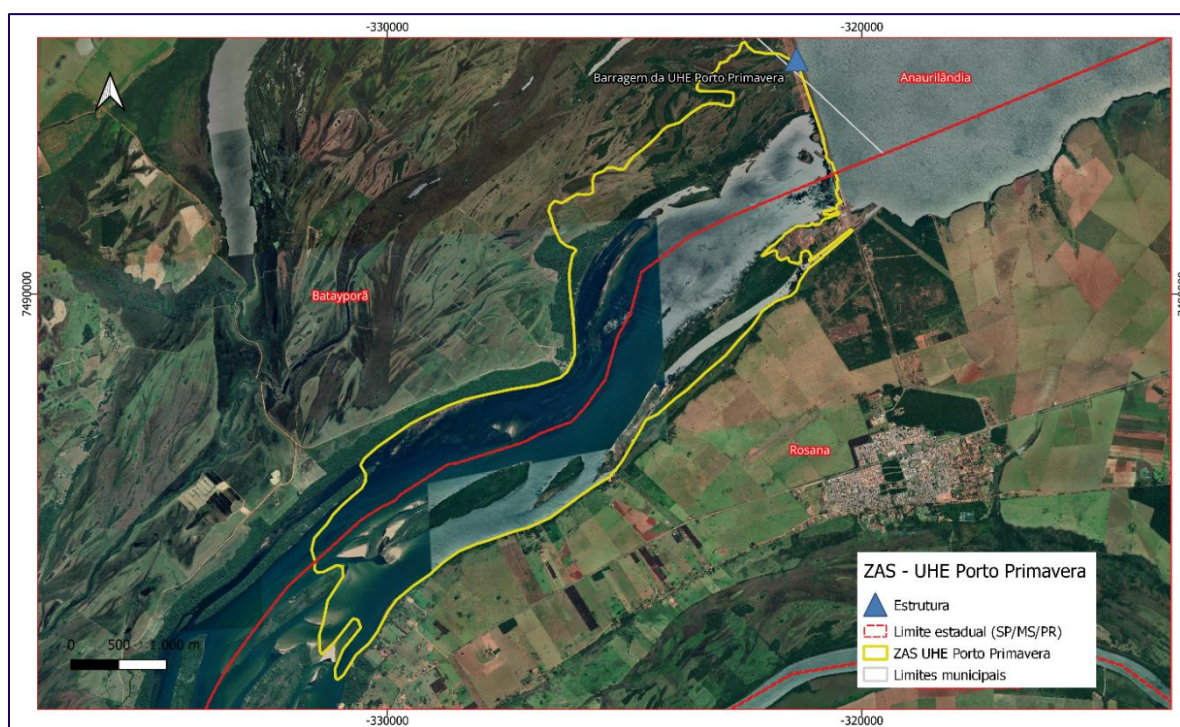 -330000
-320000
Barragem da UHE Porto Primavera
Anaurilândia
7490000
Batayporã
Rosana
ZAS - UHE Porto Primavera
Estrutura
Limite estadual (SP/MS/PR)
ZAS UHE Porto Primavera
Limites municipais
0 500 1.000 m
-330000
-320000